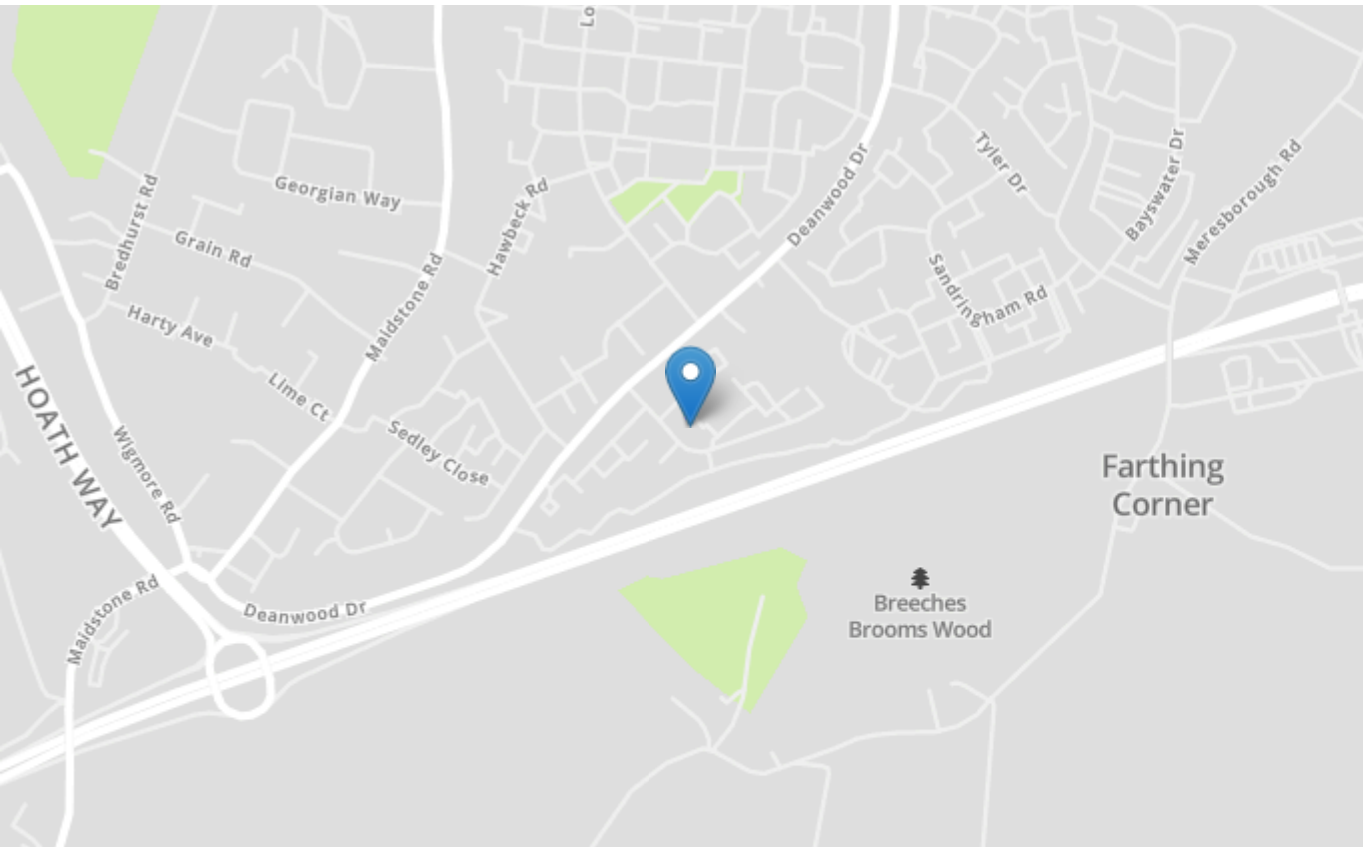 Lo
Deanwood Dr
Tyler Dr
Bayswater Dr
Meresborough Rd
Georgian Way
Bredhurst Rd
Hawbeck Rd
Grain Rd
Maidstone Rd
Sandringham Rd
Harty Ave
Lime Ct
HOATH WAY
Wigmore Rd
Sedley Close
Farthing
Corner
Maidstone Rd
Deanwood Dr
Breeches
Brooms Wood